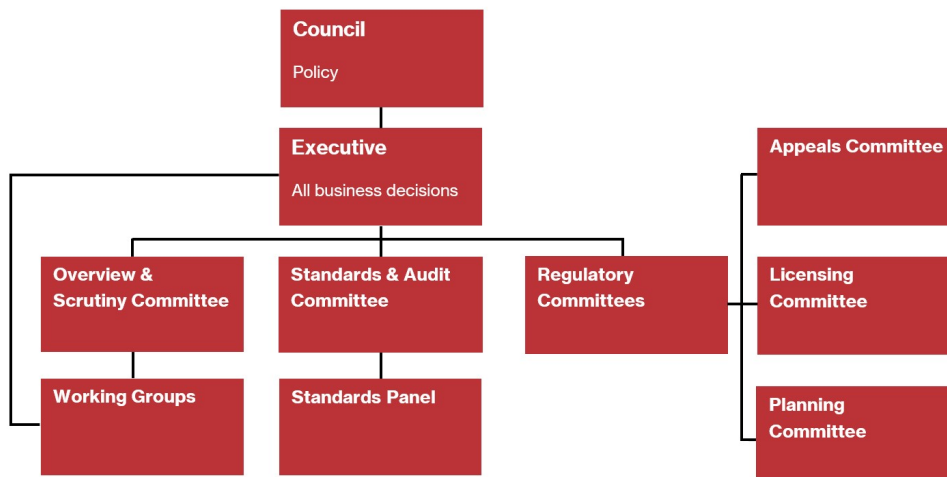 Council
Policy
Executive
All business decisions
Overview &
Scrutiny Committee
Standards & Audit
Committee
Regulatory
Committees
Appeals Committee
Licensing
Committee
Working Groups
Standards Panel
Planning
Committee